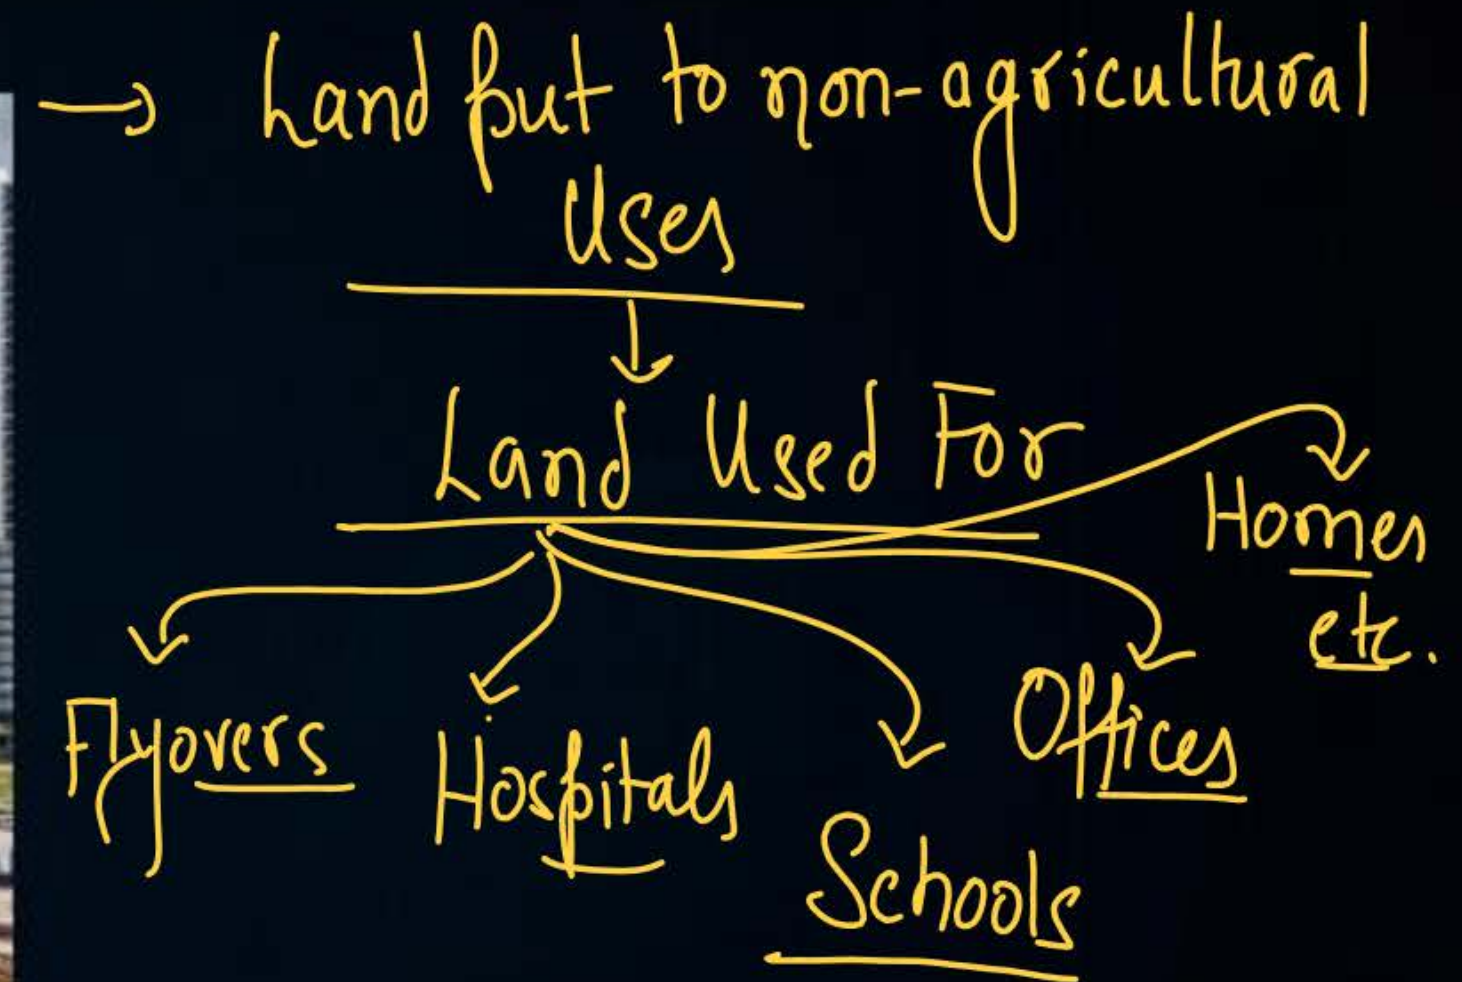 → Land put to non-agricultural
Uses
Land Used For
Homes
etc.
Flyovers
Hospitals
Schools
Offices